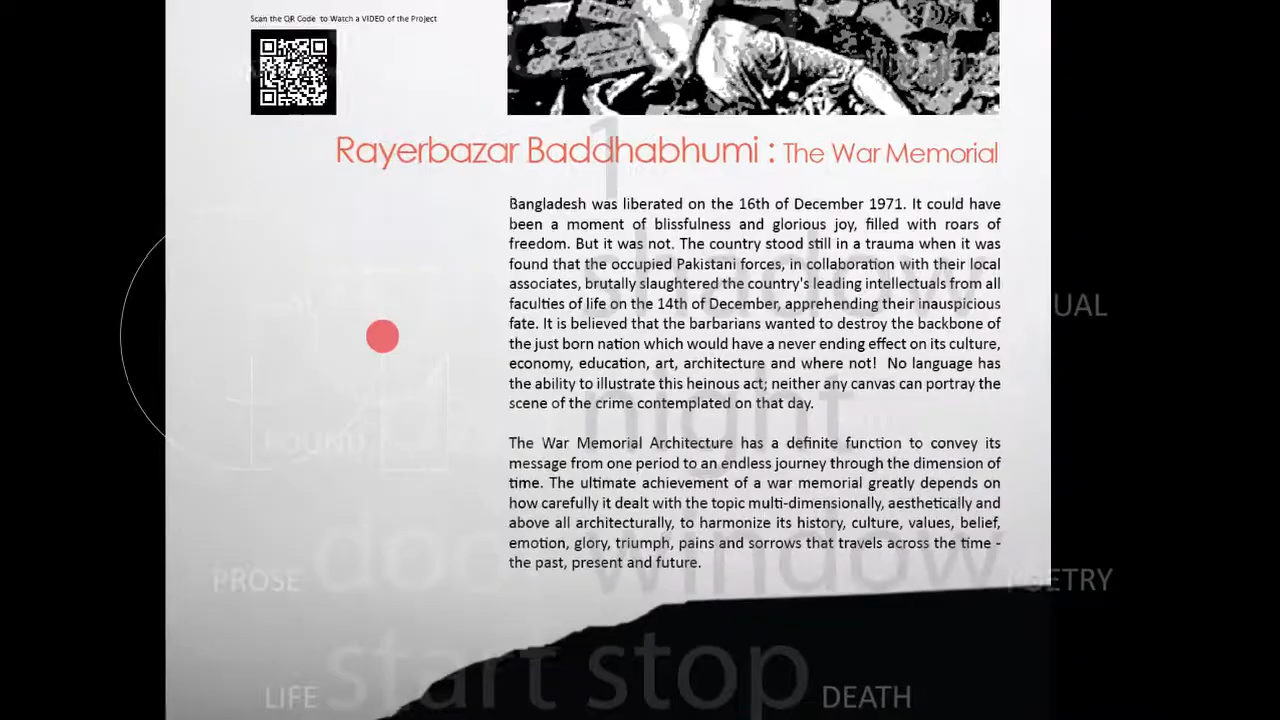 Scan the QR Code to Watch a VIDEO of the Project
Rayerbazar Baddhabhumi : The War Memorial
1
Bangladesh was liberated on the 16th of December 1971. It could have
been a moment of blissfulness and glorious joy, filled with roars of
freedom. But it was not. The country stood still in a trauma when it was
found that the occupied Pakistani forces, in collaboration with their local
associates, brutally slaughtered the country's leading intellectuals from all
faculties of life on the 14th of December, apprehending their inauspicious
fate. It is believed that the barbarians wanted to destroy the backbone of
the just born nation which would have a never ending effect on its culture,
economy, education, art, architecture and where not! No language has
the ability to illustrate this heinous act; neither any canvas can portray the
scene of the crime contemplated on that day.
shadow
UAL
night
ROUND
The War Memorial Architecture has a definite function to convey its
message from one period to an endless journey through the dimension of
time. The ultimate achievement of a war memorial greatly depends on
how carefully it dealt with the topic multi-dimensionally, aesthetically and
above all architecturally, to harmonize its history, culture, values, belief,
emotion, glory, triumph, pains and sorrows that travels across the time -
the past, present and future.
door window
PROSE POETRY
start stop
LIFE DEATH